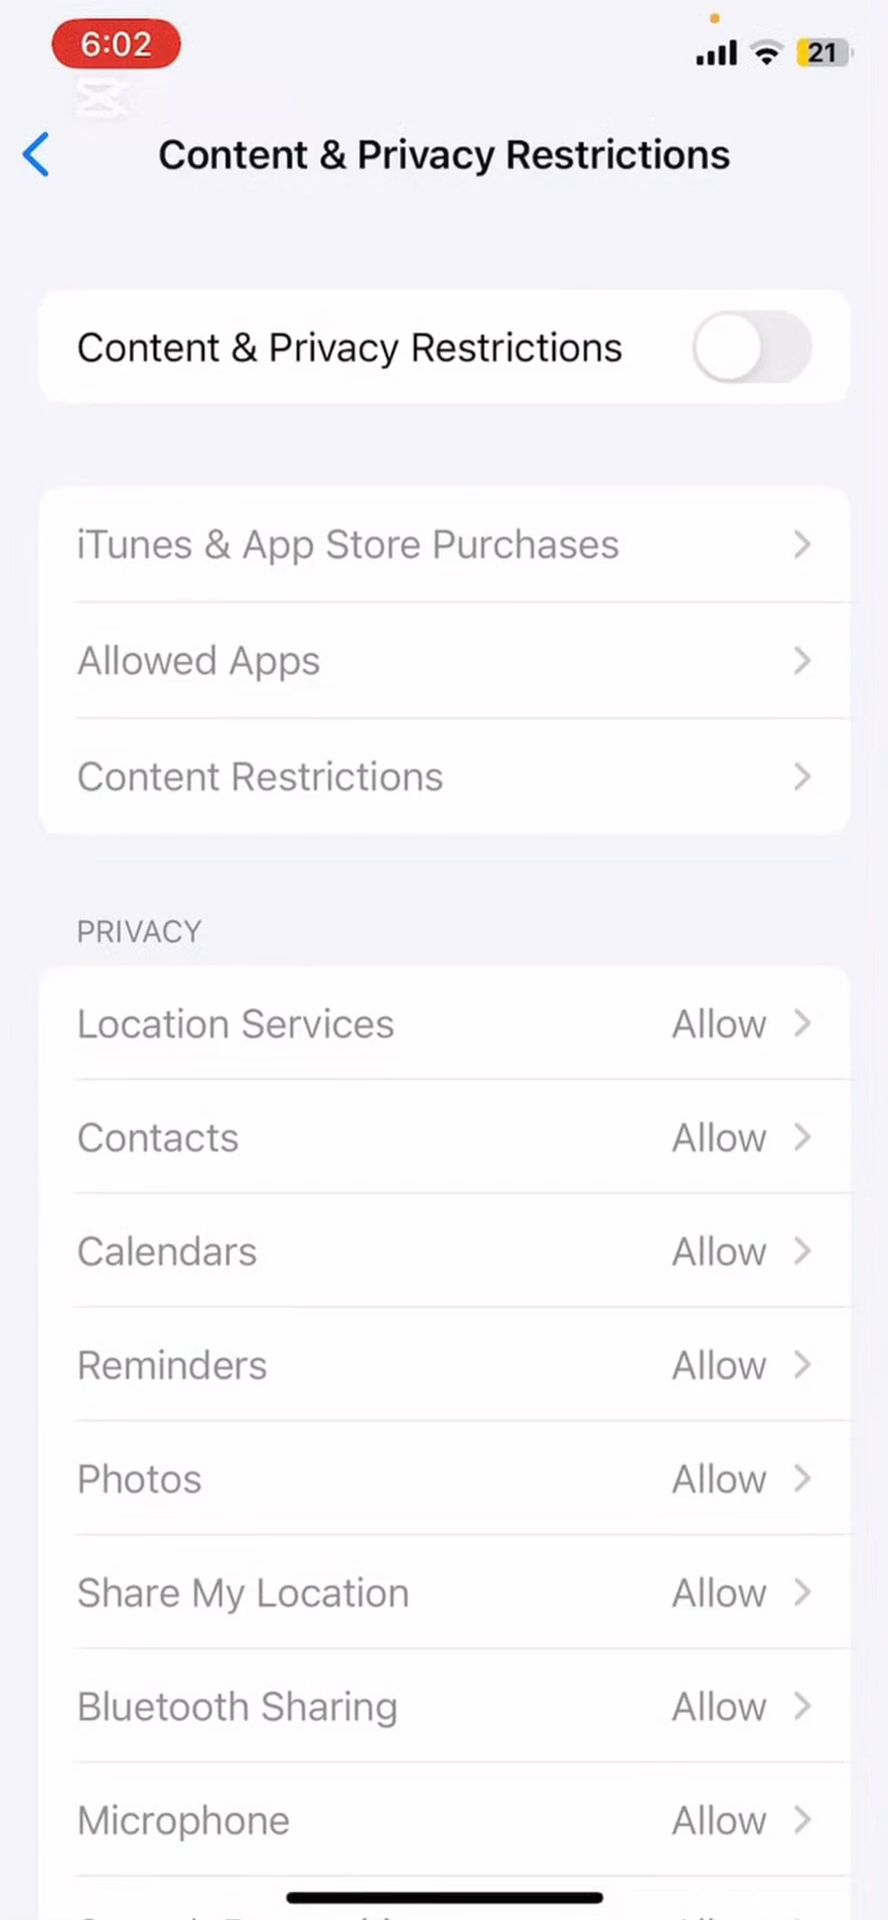 6:02
21
Content & Privacy Restrictions
Content & Privacy Restrictions
iTunes & App Store Purchases
Allowed Apps
Content Restrictions
PRIVACY
Location Services Allow
Contacts Allow
Calendars Allow
Reminders Allow
Photos Allow
Share My Location Allow
Bluetooth Sharing Allow
Microphone Allow